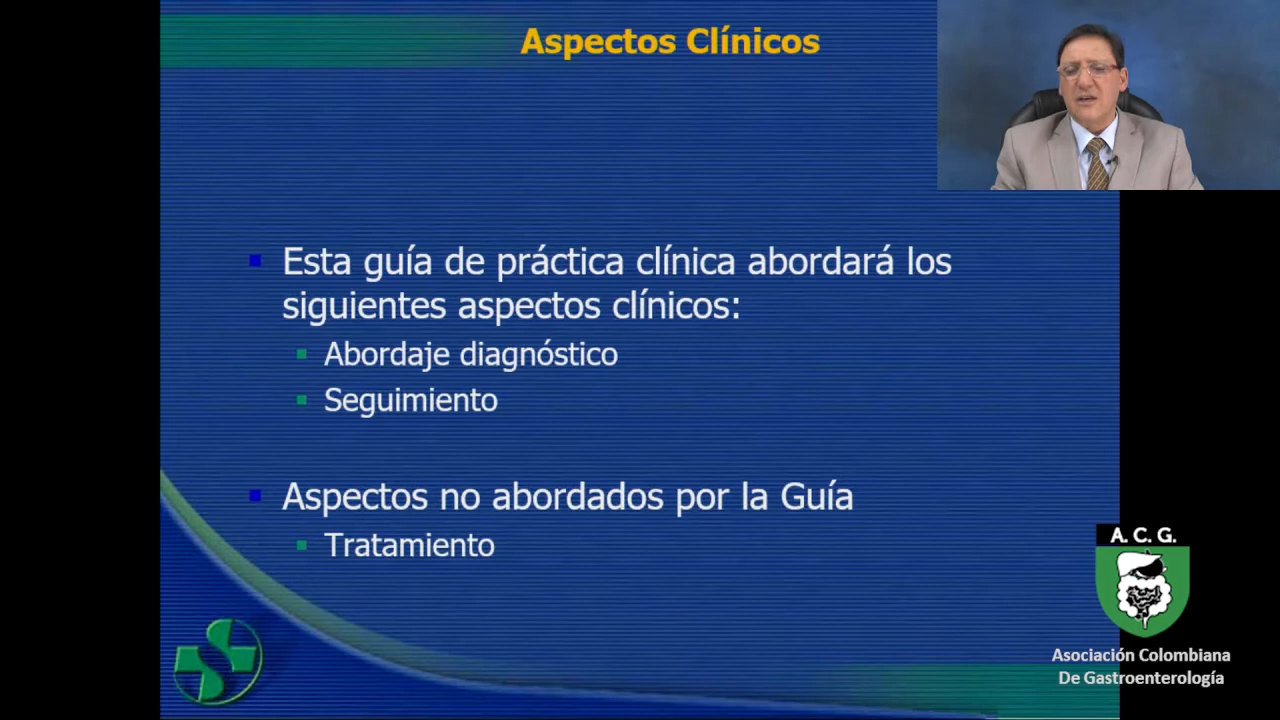 Aspectos Clínicos
Esta guía de práctica clínica abordará los
siguientes aspectos clínicos:
Abordaje diagnóstico
Seguimiento
Aspectos no abordados por la Guía
Tratamiento
A. C. G.
Asociación Colombiana
De Gastroenterología